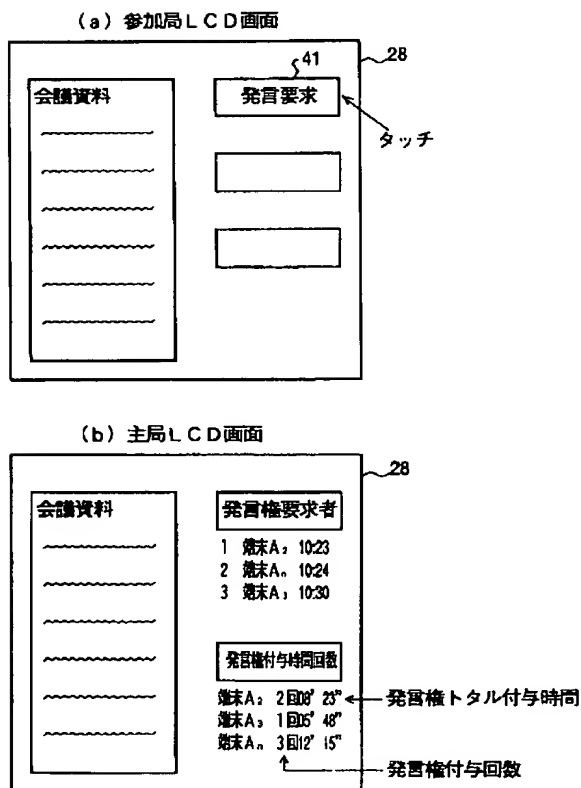 (a) 参加局LCD画面
28
41
会議資料
発言要求
タッチ
(b) 主局LCD画面
28
会議資料
発言権要求者
1 端末A₂ 10:23
2 端末Aₙ 10:24
3 端末A₃ 10:30
発言権付与時間回数
端末A₂ 2回08' 23"
発言権トタル付与時間
端末A₃ 1回05' 48"
端末Aₙ 3回12' 15"
発言権付与回数